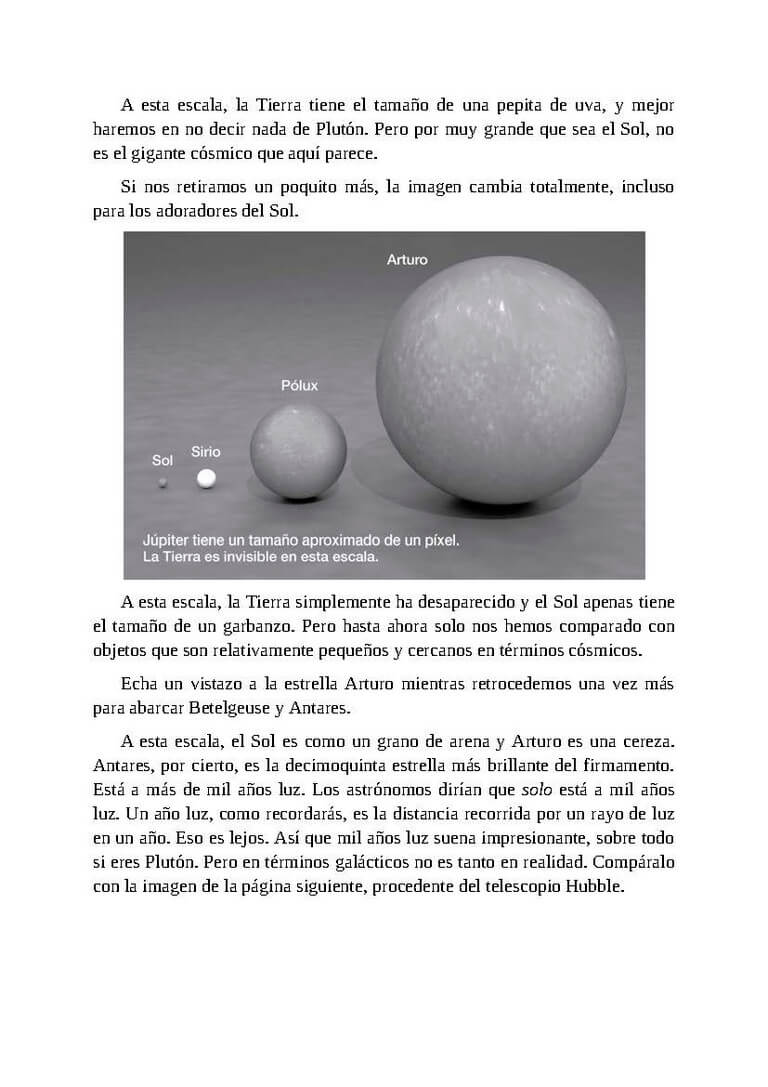 A esta escala, la Tierra tiene el tamaño de una pepita de uva, y mejor
haremos en no decir nada de Plutón. Pero por muy grande que sea el Sol, no
es el gigante cósmico que aquí parece.
Si nos retiramos un poquito más, la imagen cambia totalmente, incluso
para los adoradores del Sol.
Arturo
Pólux
Sirio
Sol
Júpiter tiene un tamaño aproximado de un píxel.
La Tierra es invisible en esta escala.
A esta escala, la Tierra simplemente ha desaparecido y el Sol apenas tiene
el tamaño de un garbanzo. Pero hasta ahora solo nos hemos comparado con
objetos que son relativamente pequeños y cercanos en términos cósmicos.
Echa un vistazo a la estrella Arturo mientras retrocedemos una vez más
para abarcar Betelgeuse y Antares.
A esta escala, el Sol es como un grano de arena y Arturo es una cereza.
Antares, por cierto, es la decimoquinta estrella más brillante del firmamento.
Está a más de mil años luz. Los astrónomos dirían que solo está a mil años
luz. Un año luz, como recordarás, es la distancia recorrida por un rayo de luz
en un año. Eso es lejos. Así que mil años luz suena impresionante, sobre todo
si eres Plutón. Pero en términos galácticos no es tanto en realidad. Compáralo
con la imagen de la página siguiente, procedente del telescopio Hubble.